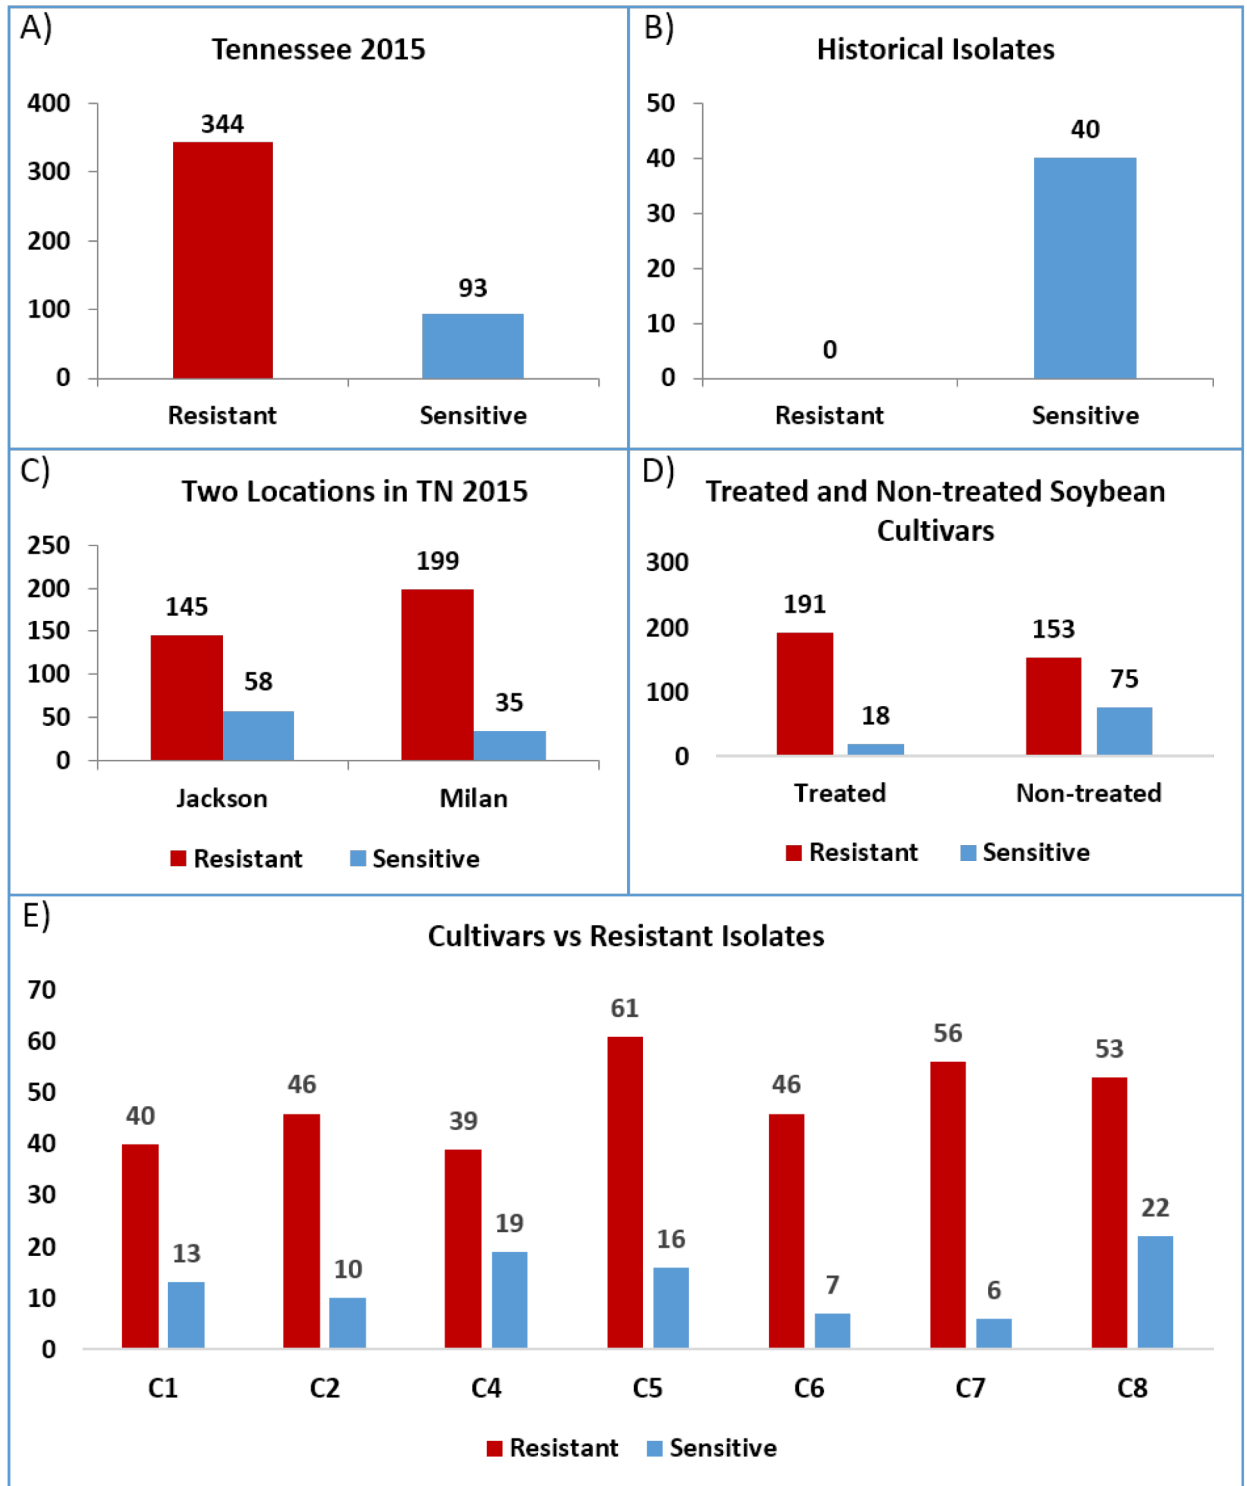 A)
Tennessee 2015
400
300
200
100
0
344
93
Resistant
Sensitive
B)
Historical Isolates
50
40
30
20
10
0
0
40
Resistant
Sensitive
C)
Two Locations in TN 2015
250
200
150
100
50
0
145
58
199
35
Jackson
Milan
Resistant
Sensitive
D)
Treated and Non-treated Soybean
Cultivars
300
200
100
0
191
18
153
75
Treated
Non-treated
Resistant
Sensitive
E)
Cultivars vs Resistant Isolates
70
60
50
40
30
20
10
0
40
13
46
10
39
19
61
16
46
7
56
6
53
22
C1
C2
C4
C5
C6
C7
C8
Resistant
Sensitive